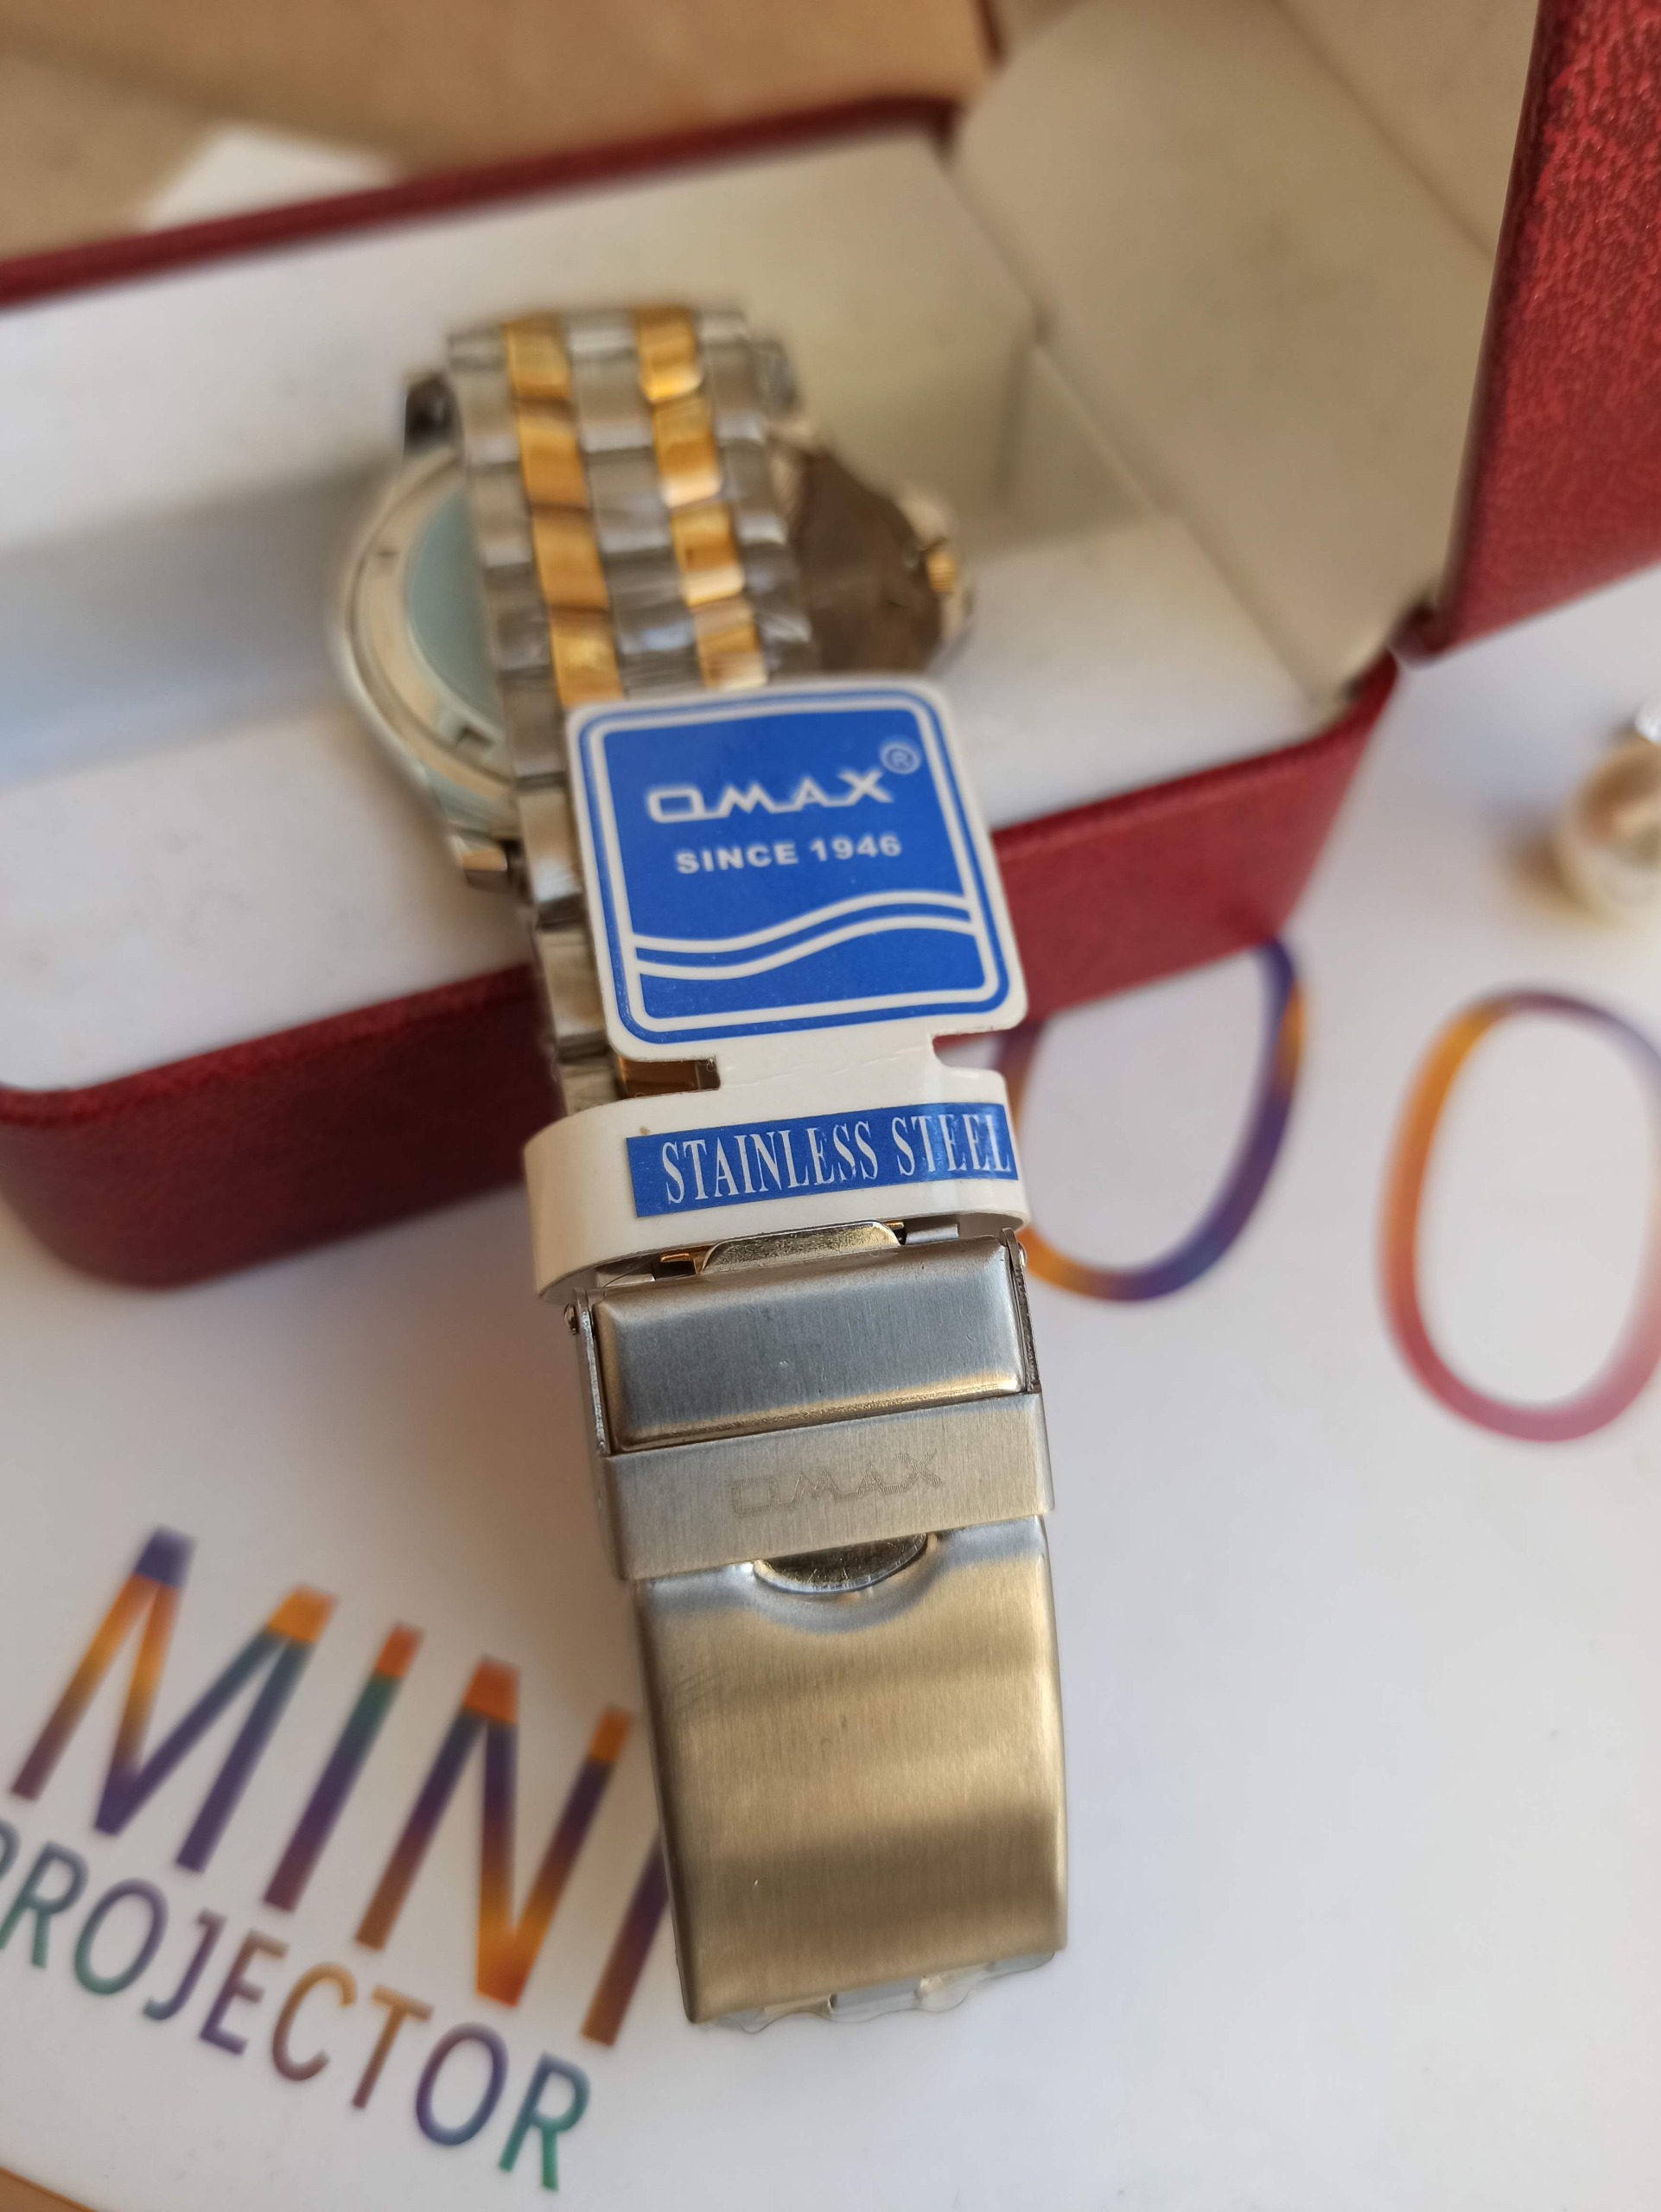 OMAX®
SINCE 1946
STAINLESS STEEL
OMAX
MINI
PROJECTOR